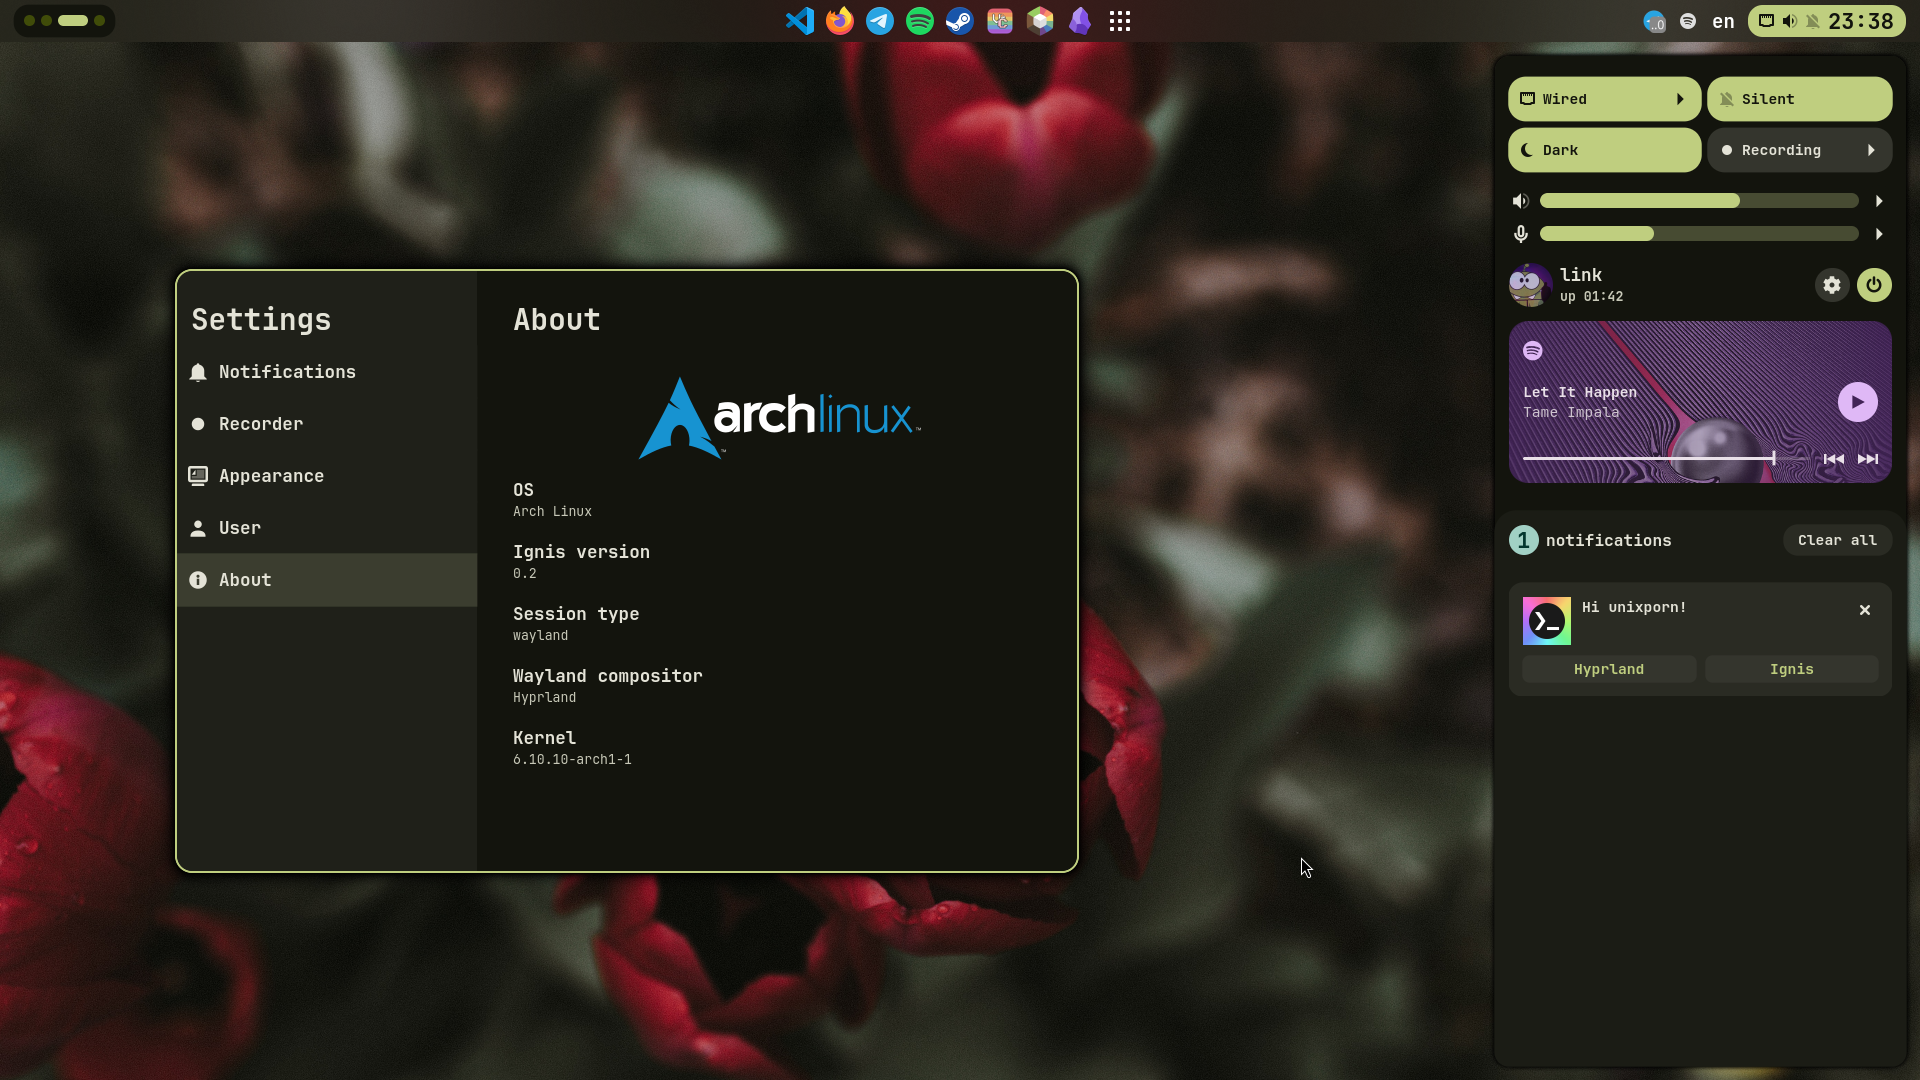 en
23:38
Settings
Notifications
Recorder
Appearance
User
About
About
archlinux™
OS
Arch Linux
Ignis version
0.2
Session type
wayland
Wayland compositor
Hyprland
Kernel
6.10.10-arch1-1
Wired
Silent
Dark
Recording
link
up 01:42
Let It Happen
Tame Impala
1 notifications
Clear all
Hi unixporn!
Hyprland
Ignis